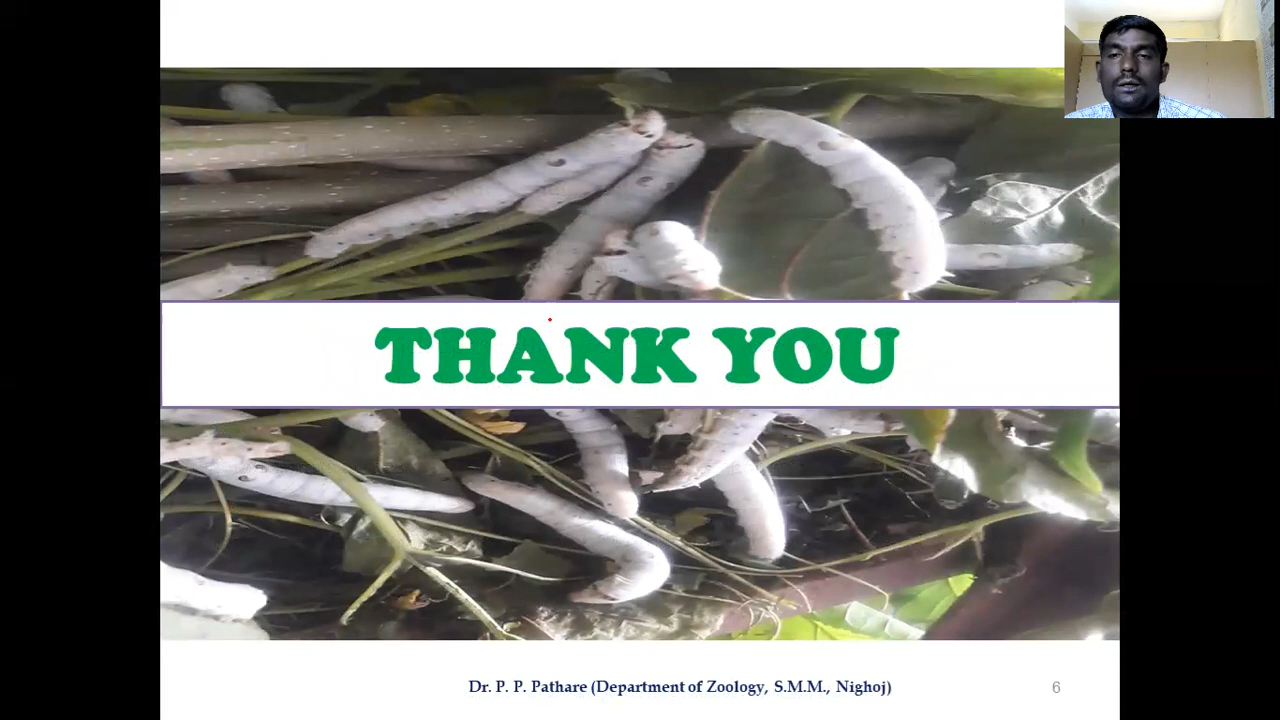 THANK YOU
Dr. P. P. Pathare (Department of Zoology, S.M.M., Nighoj)
6